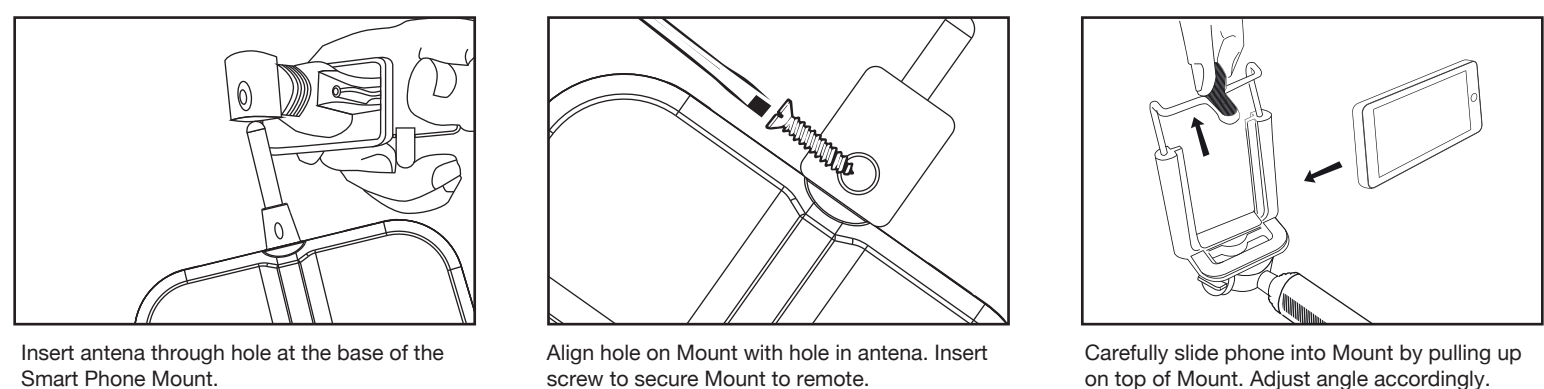 Insert antena through hole at the base of the
Smart Phone Mount.
Align hole on Mount with hole in antena. Insert
screw to secure Mount to remote.
Carefully slide phone into Mount by pulling up
on top of Mount. Adjust angle accordingly.